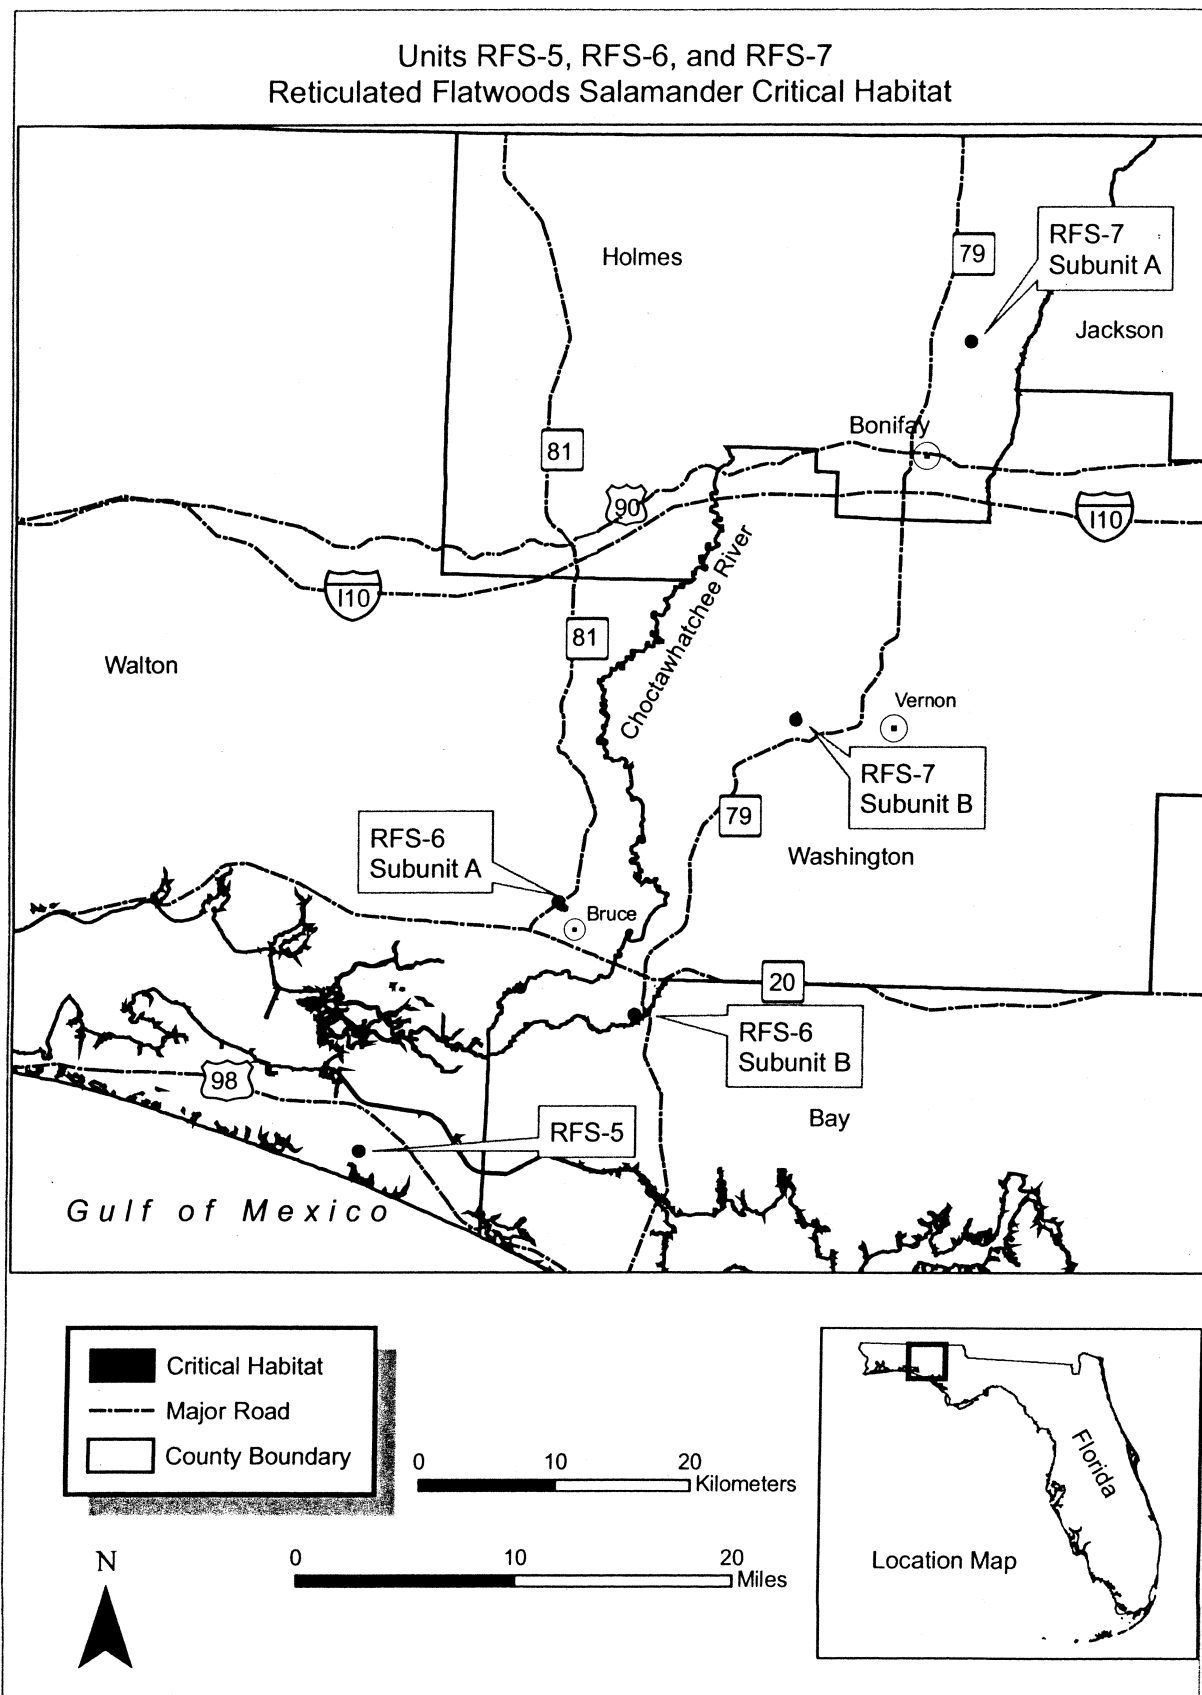 Units RFS-5, RFS-6, and RFS-7
Reticulated Flatwoods Salamander Critical Habitat
RFS-7
Subunit A
79
Holmes
Jackson
Bonifay
81
90
I10
I10
Choctawhatchee River
81
Walton
Vernon
RFS-7
Subunit B
79
RFS-6
Subunit A
Washington
Bruce
20
RFS-6
Subunit B
98
Bay
RFS-5
Gulf of Mexico
Critical Habitat
Major Road
County Boundary
0 10 20
Kilometers
N
0 10 20
Miles
Florida
Location Map